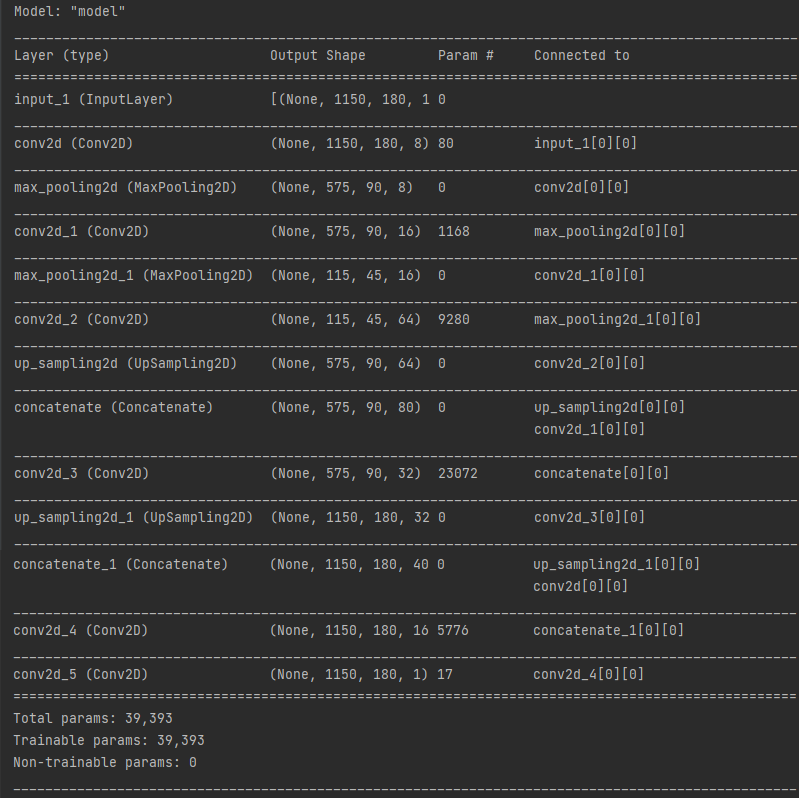 Model: "model"
__________________________________________________________________________________________________
Layer (type)                    Output Shape         Param #     Connected to
==================================================================================================
input_1 (InputLayer)            [(None, 1150, 180, 1 0
__________________________________________________________________________________________________
conv2d (Conv2D)                 (None, 1150, 180, 8) 80          input_1[0][0]
__________________________________________________________________________________________________
max_pooling2d (MaxPooling2D)    (None, 575, 90, 8)   0           conv2d[0][0]
__________________________________________________________________________________________________
conv2d_1 (Conv2D)               (None, 575, 90, 16)  1168        max_pooling2d[0][0]
__________________________________________________________________________________________________
max_pooling2d_1 (MaxPooling2D)  (None, 115, 45, 16)  0           conv2d_1[0][0]
__________________________________________________________________________________________________
conv2d_2 (Conv2D)               (None, 115, 45, 64)  9280        max_pooling2d_1[0][0]
__________________________________________________________________________________________________
up_sampling2d (UpSampling2D)    (None, 575, 90, 64)  0           conv2d_2[0][0]
__________________________________________________________________________________________________
concatenate (Concatenate)       (None, 575, 90, 80)  0           up_sampling2d[0][0]
                                                                 conv2d_1[0][0]
__________________________________________________________________________________________________
conv2d_3 (Conv2D)               (None, 575, 90, 32)  23072       concatenate[0][0]
__________________________________________________________________________________________________
up_sampling2d_1 (UpSampling2D)  (None, 1150, 180, 32 0           conv2d_3[0][0]
__________________________________________________________________________________________________
concatenate_1 (Concatenate)     (None, 1150, 180, 40 0           up_sampling2d_1[0][0]
                                                                 conv2d[0][0]
__________________________________________________________________________________________________
conv2d_4 (Conv2D)               (None, 1150, 180, 16 5776        concatenate_1[0][0]
__________________________________________________________________________________________________
conv2d_5 (Conv2D)               (None, 1150, 180, 1) 17          conv2d_4[0][0]
==================================================================================================
Total params: 39,393
Trainable params: 39,393
Non-trainable params: 0
__________________________________________________________________________________________________